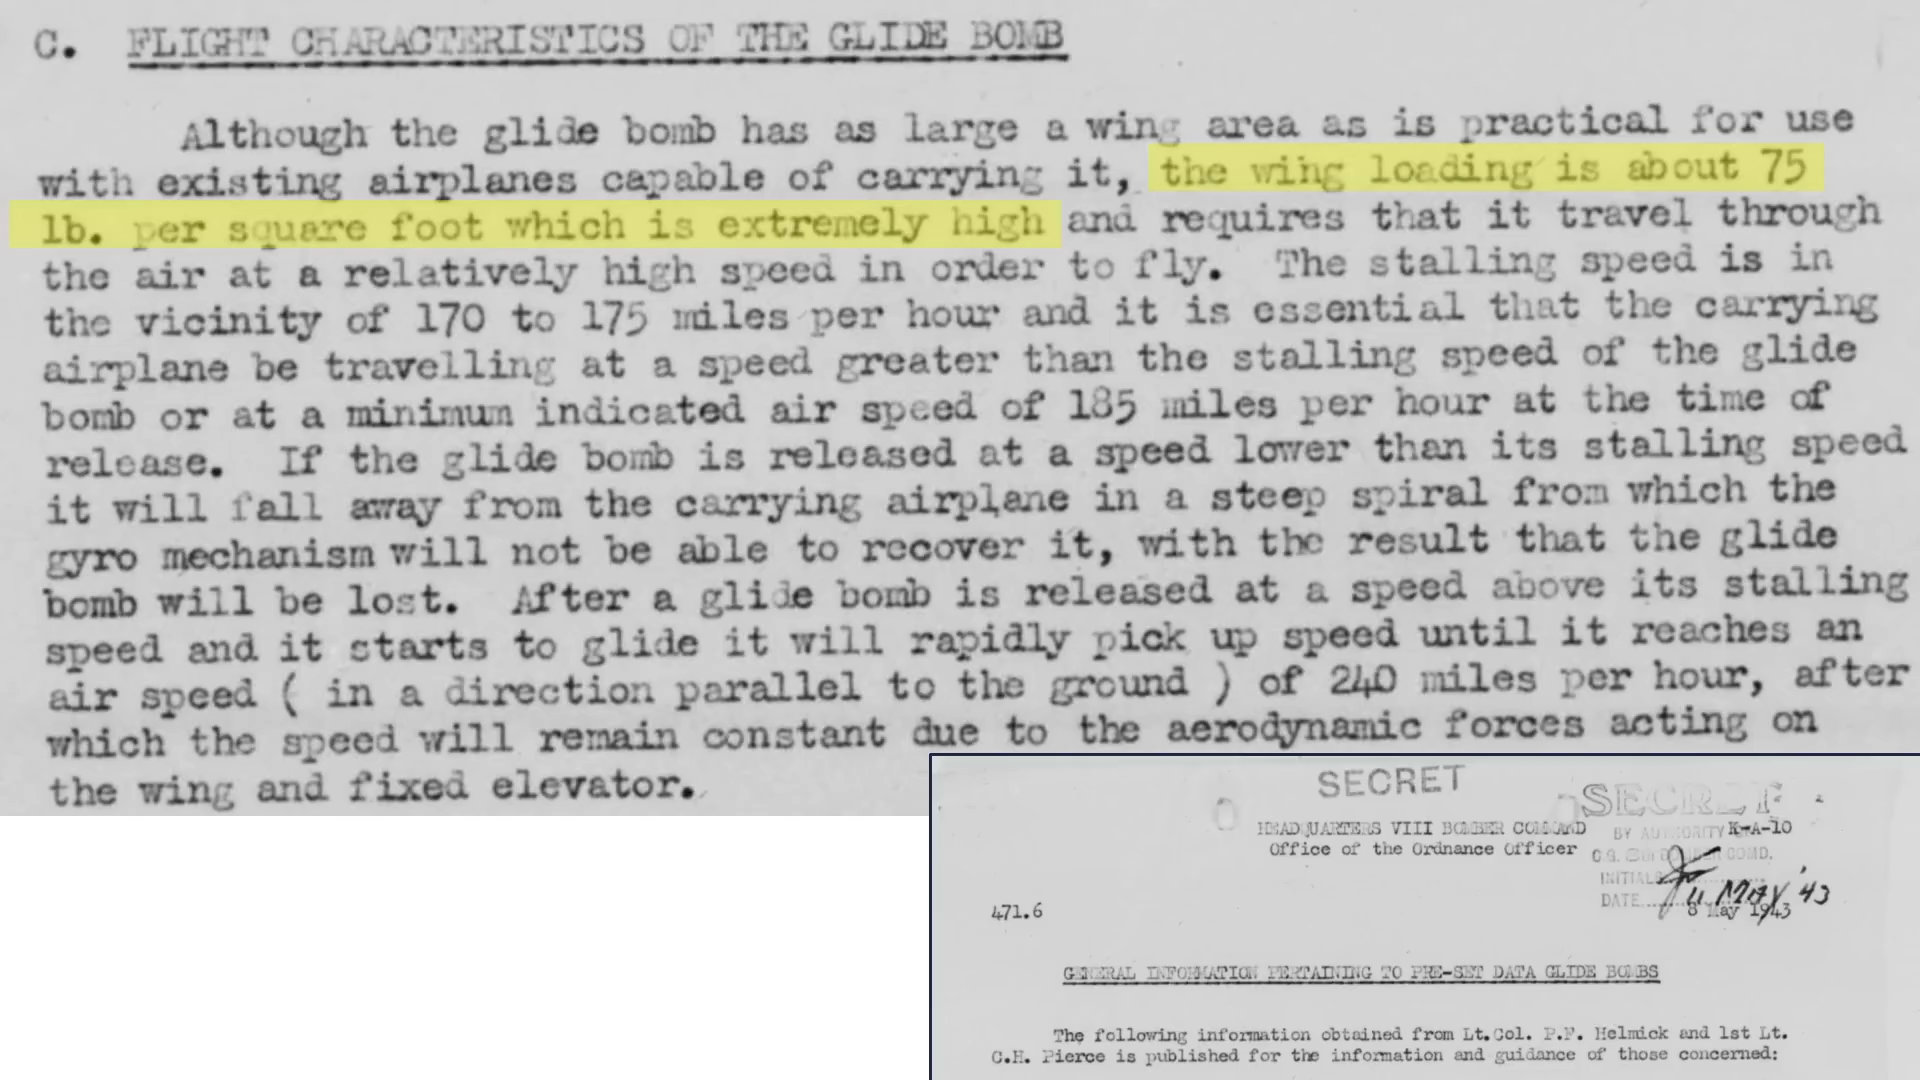 C. FLIGHT CHARACTERISTICS OF THE GLIDE BOMB
Although the glide bomb has as large a wing area as is practical for use
with existing airplanes capable of carrying it, the wing loading is about 75
lb. per square foot which is extremely high and requires that it travel through
the air at a relatively high speed in order to fly. The stalling speed is in
the vicinity of 170 to 175 miles per hour and it is essential that the carrying
airplane be travelling at a speed greater than the stalling speed of the glide
bomb or at a minimum indicated air speed of 185 miles per hour at the time of
release. If the glide bomb is released at a speed lower than its stalling speed
it will fall away from the carrying airplane in a steep spiral from which the
gyro mechanism will not be able to recover it, with the result that the glide
bomb will be lost. After a glide bomb is released at a speed above its stalling
speed and it starts to glide it will rapidly pick up speed until it reaches an
air speed ( in a direction parallel to the ground ) of 240 miles per hour, after
which the speed will remain constant due to the aerodynamic forces acting on
the wing and fixed elevator.
SECRET
SECRET
HEADQUARTERS VIII BOMBER COMMAND
BY AUTHORITY K-A-10
Office of the Ordnance Officer
C.G. BOMBER COMD.
INITIALS
DATE 11 MAY '43
471.6
8 May 1943
GENERAL INFORMATION PERTAINING TO PRE-SET DATA GLIDE BOMBS
The following information obtained from Lt.Col. P.F. Helmick and 1st Lt.
C.H. Pierce is published for the information and guidance of those concerned: